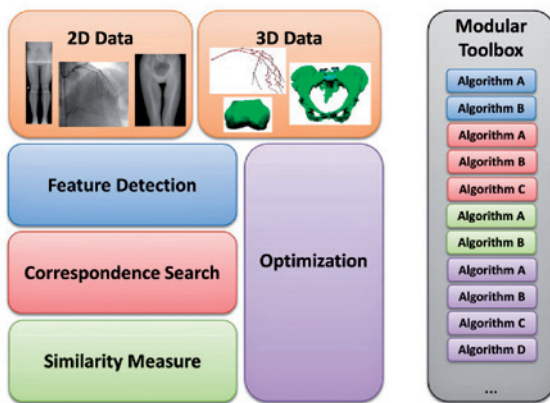 2D Data
3D Data
Feature Detection
Correspondence Search
Similarity Measure
Optimization
Modular
Toolbox
Algorithm A
Algorithm B
Algorithm A
Algorithm B
Algorithm C
Algorithm A
Algorithm B
Algorithm A
Algorithm B
Algorithm C
Algorithm D
...